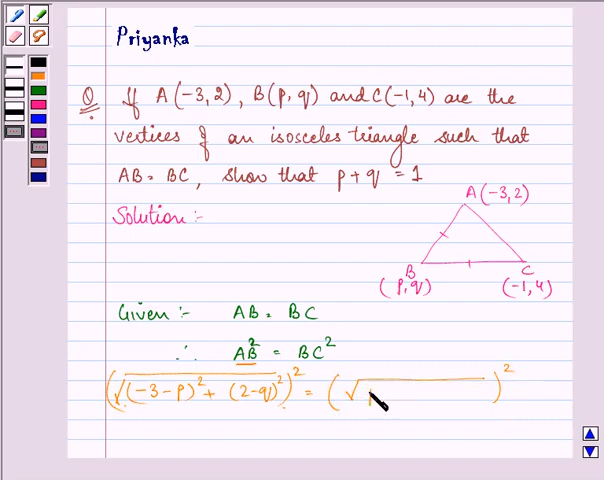 Priyanka
Q If A(-3,2), B(p,q) and C(-1,4) are the
vertices of an isosceles triangle such that
AB = BC, show that p+q = 1
Solution :-
A(-3,2)
B
(p,q)
C
(-1,4)
Given :- AB = BC
∴ AB² = BC²
(√(-3-p)² + (2-q)²)² = (√ )²